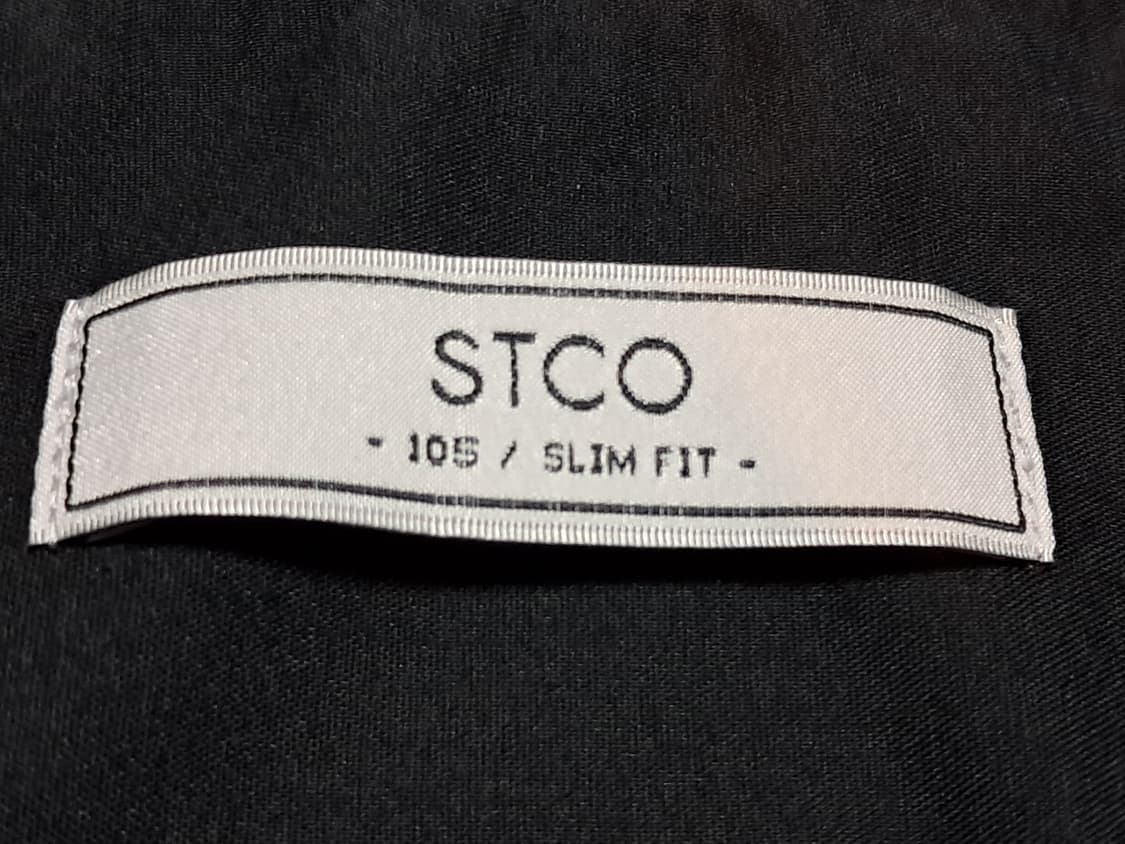 STCO
- 105 / SLIM FIT -